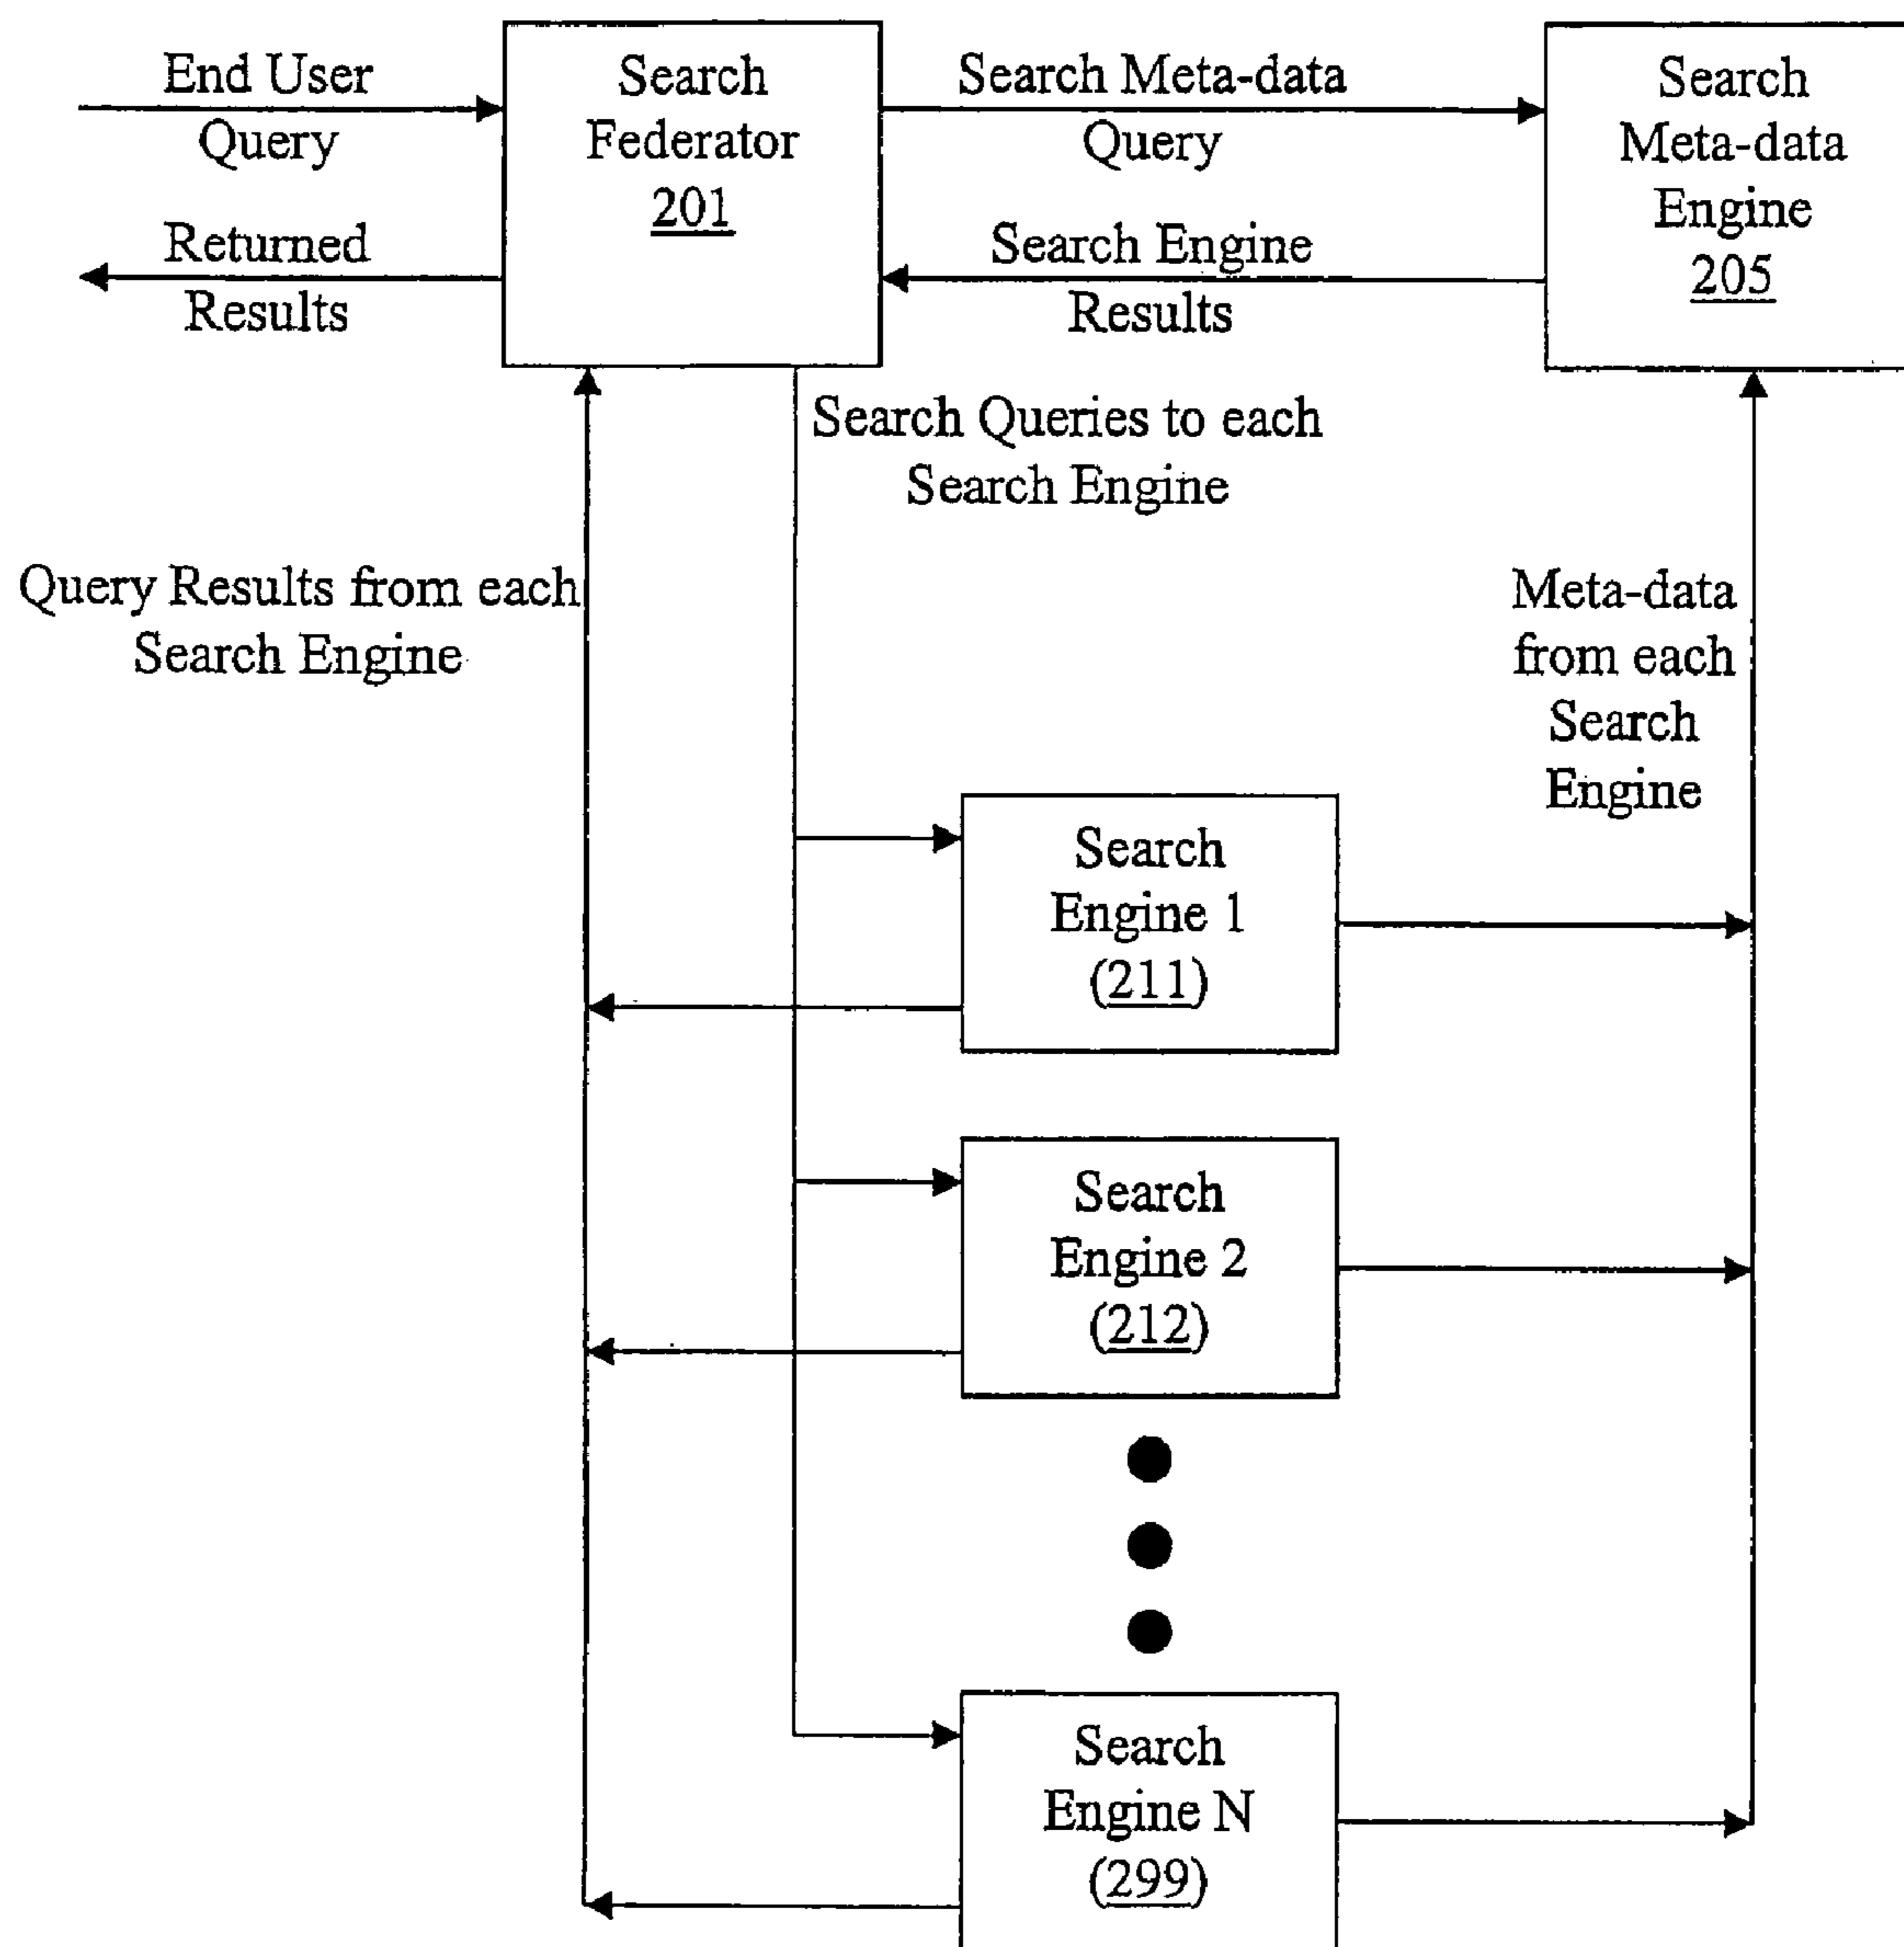 End User
Query
Returned
Results
Search
Federator
201
Search Meta-data
Query
Search Engine
Results
Search
Meta-data
Engine
205
Search Queries to each
Search Engine
Query Results from each
Search Engine
Meta-data
from each
Search
Engine
Search
Engine 1
(211)
Search
Engine 2
(212)
Search
Engine N
(299)